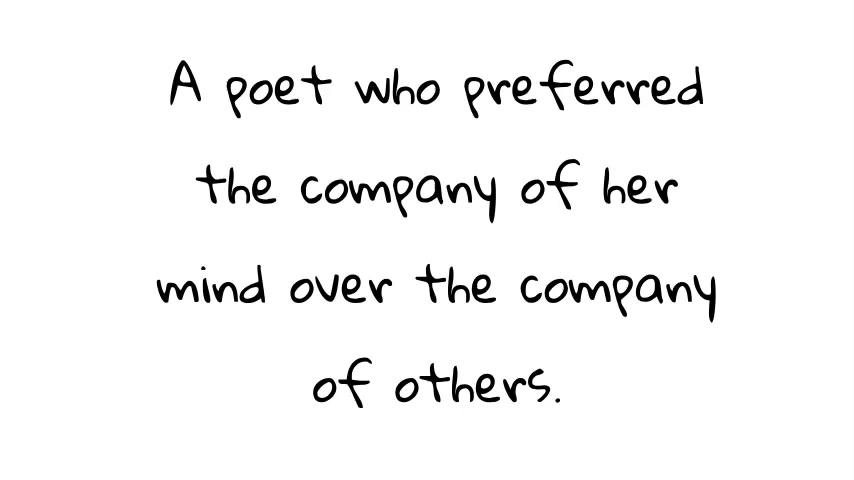 A poet who preferred
the company of her
mind over the company
of others.